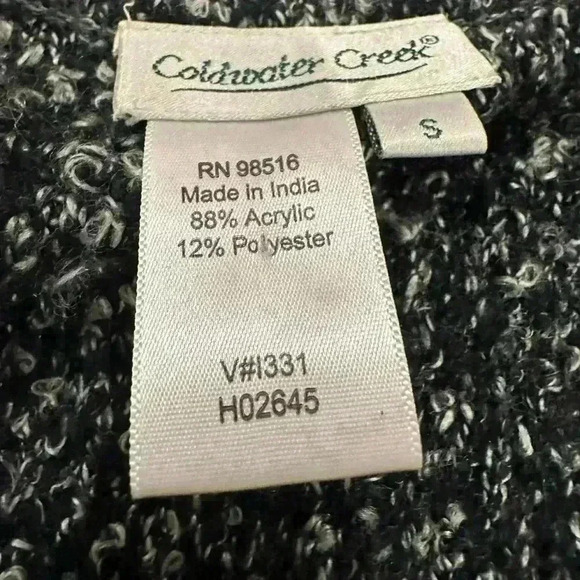 Coldwater Creek®
S
RN 98516
Made in India
88% Acrylic
12% Polyester
V#I331
H02645